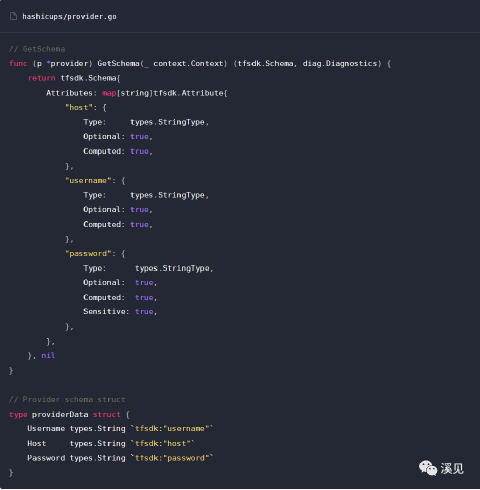 hashicups/provider.go
// GetSchema
func (p *provider) GetSchema(_ context.Context) (tfsdk.Schema, diag.Diagnostics) {
    return tfsdk.Schema{
        Attributes: map[string]tfsdk.Attribute{
            "host": {
                Type:     types.StringType,
                Optional: true,
                Computed: true,
            },
            "username": {
                Type:     types.StringType,
                Optional: true,
                Computed: true,
            },
            "password": {
                Type:      types.StringType,
                Optional:  true,
                Computed:  true,
                Sensitive: true,
            },
        },
    }, nil
}
// Provider schema struct
type providerData struct {
    Username types.String `tfsdk:"username"`
    Host     types.String `tfsdk:"host"`
    Password types.String `tfsdk:"password"`
}
溪见